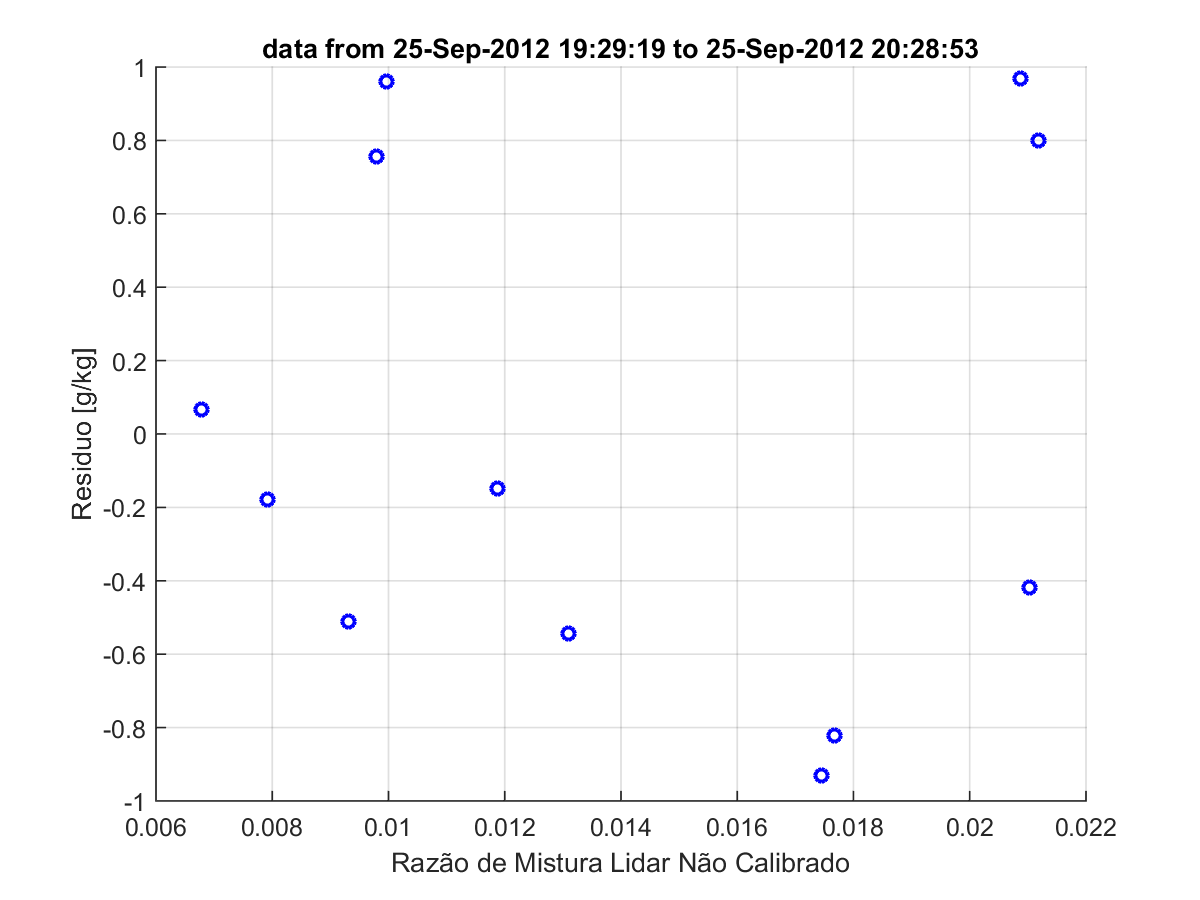 data from 25-Sep-2012 19:29:19 to 25-Sep-2012 20:28:53
1
0.8
0.6
0.4
0.2
0
-0.2
-0.4
-0.6
-0.8
-1
Residuo [g/kg]
0.006 0.008 0.01 0.012 0.014 0.016 0.018 0.02 0.022
Razão de Mistura Lidar Não Calibrado